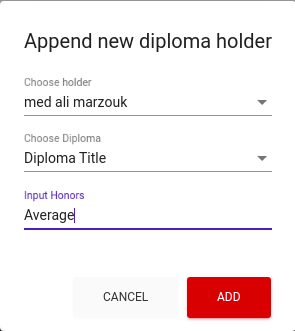 Append new diploma holder
Choose holder
med ali marzouk
Choose Diploma
Diploma Title
Input Honors
Average
CANCEL ADD